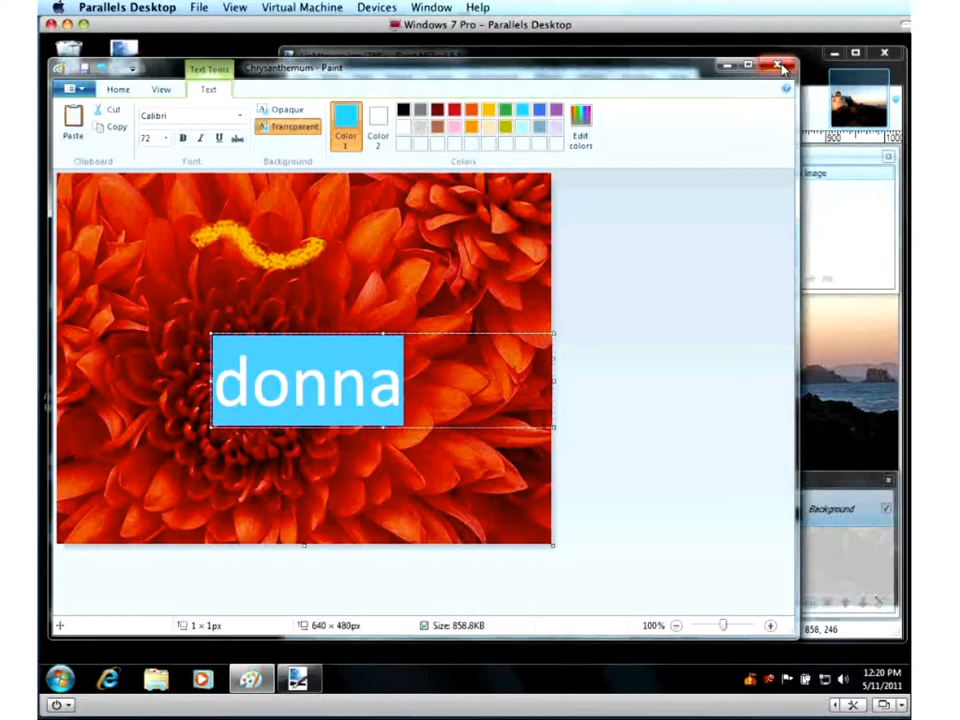 Parallels Desktop File View Virtual Machine Devices Window Help
Windows 7 Pro - Parallels Desktop
Chrysanthemum - Paint
Text Tools
Home View Text
Cut
Copy
Paste
Clipboard
Calibri
72 B I U abc
Font
Opaque
Transparent
Background
Color 1
Color 2
Edit colors
Colors
900 1000
Image
donna
Background
1 × 1px
640 × 480px
Size: 858.8KB
100%
858, 246
12:20 PM
5/11/2011